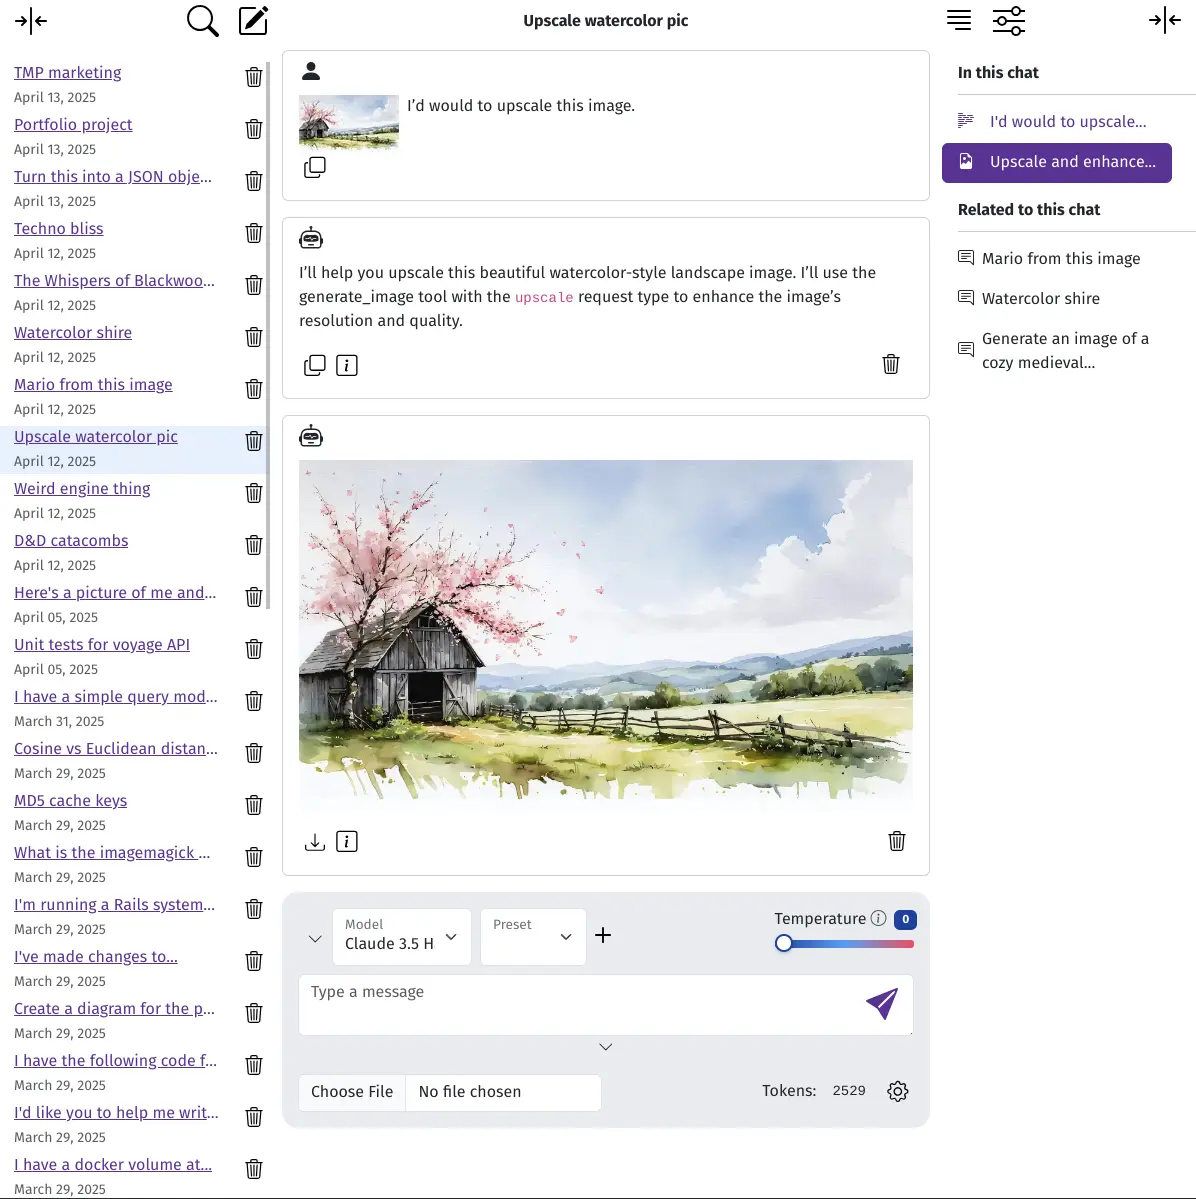 Upscale watercolor pic
TMP marketing
April 13, 2025
Portfolio project
April 13, 2025
Turn this into a JSON obje...
April 13, 2025
Techno bliss
April 12, 2025
The Whispers of Blackwoo...
April 12, 2025
Watercolor shire
April 12, 2025
Mario from this image
April 12, 2025
Upscale watercolor pic
April 12, 2025
Weird engine thing
April 12, 2025
D&D catacombs
April 12, 2025
Here's a picture of me and...
April 05, 2025
Unit tests for voyage API
April 05, 2025
I have a simple query mod...
March 31, 2025
Cosine vs Euclidean distan...
March 29, 2025
MD5 cache keys
March 29, 2025
What is the imagemagick ...
March 29, 2025
I'm running a Rails system...
March 29, 2025
I've made changes to...
March 29, 2025
Create a diagram for the p...
March 29, 2025
I have the following code f...
March 29, 2025
I'd like you to help me writ...
March 29, 2025
I have a docker volume at...
March 29, 2025
I’d would to upscale this image.
I’ll help you upscale this beautiful watercolor-style landscape image. I’ll use the
generate_image tool with the upscale request type to enhance the image’s
resolution and quality.
Model
Claude 3.5 H
Preset
Temperature
0
Type a message
Choose File
No file chosen
Tokens: 2529
In this chat
I'd would to upscale...
Upscale and enhance...
Related to this chat
Mario from this image
Watercolor shire
Generate an image of a
cozy medieval...